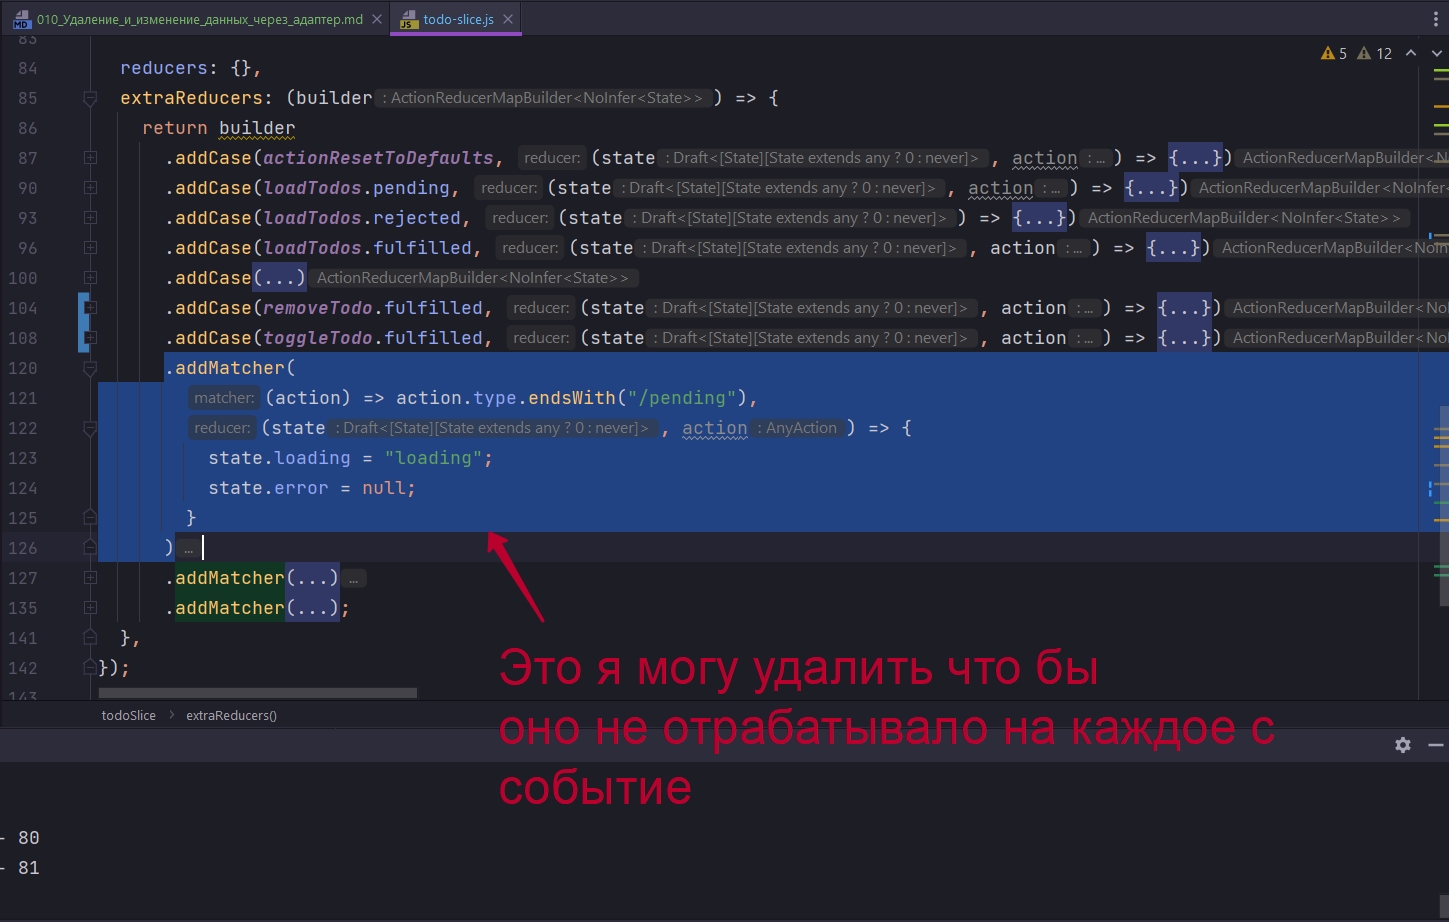 010_Удаление_и_изменение_данных_через_адаптер.md
todo-slice.js
83
5 12
84 reducers: {},
85 extraReducers: (builder : ActionReducerMapBuilder<NoInfer<State>> ) => {
86 return builder
87 .addCase(actionResetToDefaults, reducer: (state : Draft<[State][State extends any ? 0 : never]> , action : ... ) => {...}) ActionReducerMapBuilder<N
90 .addCase(loadTodos.pending, reducer: (state : Draft<[State][State extends any ? 0 : never]> , action : ... ) => {...}) ActionReducerMapBuilder<NoInfer
93 .addCase(loadTodos.rejected, reducer: (state : Draft<[State][State extends any ? 0 : never]> ) => {...}) ActionReducerMapBuilder<NoInfer<State>>
96 .addCase(loadTodos.fulfilled, reducer: (state : Draft<[State][State extends any ? 0 : never]> , action : ... ) => {...}) ActionReducerMapBuilder<NoIn
100 .addCase(...) ActionReducerMapBuilder<NoInfer<State>>
104 .addCase(removeTodo.fulfilled, reducer: (state : Draft<[State][State extends any ? 0 : never]> , action : ... ) => {...}) ActionReducerMapBuilder<No
108 .addCase(toggleTodo.fulfilled, reducer: (state : Draft<[State][State extends any ? 0 : never]> , action : ... ) => {...}) ActionReducerMapBuilder<No
120 .addMatcher(
121 matcher: (action) => action.type.endsWith("/pending"),
122 reducer: (state : Draft<[State][State extends any ? 0 : never]> , action : AnyAction ) => {
123 state.loading = "loading";
124 state.error = null;
125 }
126 ) ...
127 .addMatcher(...) ...
135 .addMatcher(...);
141 },
142 });
143
Это я могу удалить что бы
оно не отрабатывало на каждое с
событие
todoSlice > extraReducers()
- 80
- 81